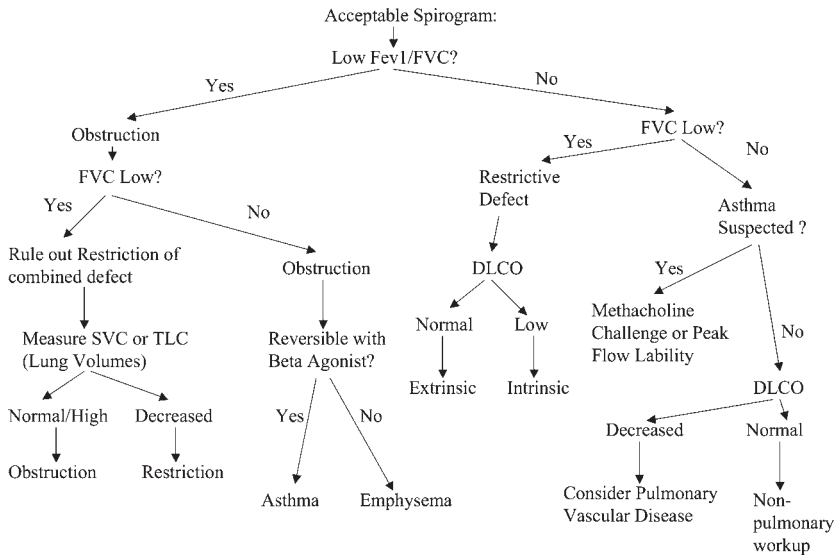 Acceptable Spirogram:
Low Fev1/FVC?
Yes
No
Obstruction
FVC Low?
Yes
No
Rule out Restriction of
combined defect
Measure SVC or TLC
(Lung Volumes)
Normal/High
Decreased
Obstruction
Restriction
Obstruction
Reversible with
Beta Agonist?
Yes
No
Asthma
Emphysema
FVC Low?
Yes
No
Restrictive
Defect
DLCO
Normal
Low
Extrinsic
Intrinsic
Asthma
Suspected ?
Yes
No
Methacholine
Challenge or Peak
Flow Lability
DLCO
Decreased
Normal
Consider Pulmonary
Vascular Disease
Non-
pulmonary
workup